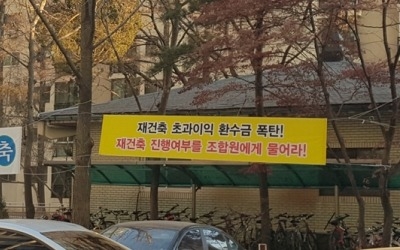 재건축 초과이익 환수금 폭탄!
재건축 진행여부를 조합원에게 물어라!
축